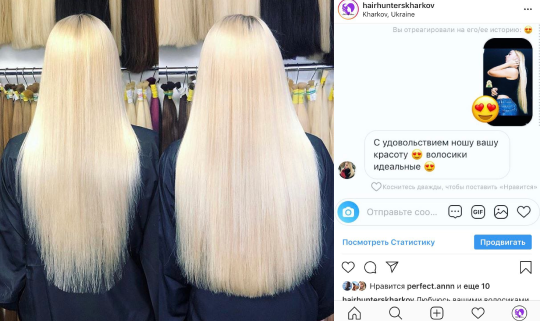 hairhunterskharkov
Kharkov, Ukraine
Вы отреагировали на его/ее историю: 😍
С удовольствием ношу вашу
красоту 😍 волосики
идеальные 😍
Коснитесь дважды, чтобы поставить «Нравится»
Отправьте соо...
GIF
Посмотреть Статистику
Продвигать
Нравится perfect.annn и еще 10
hairhunterskharkov Любуюсь вашими волосиками